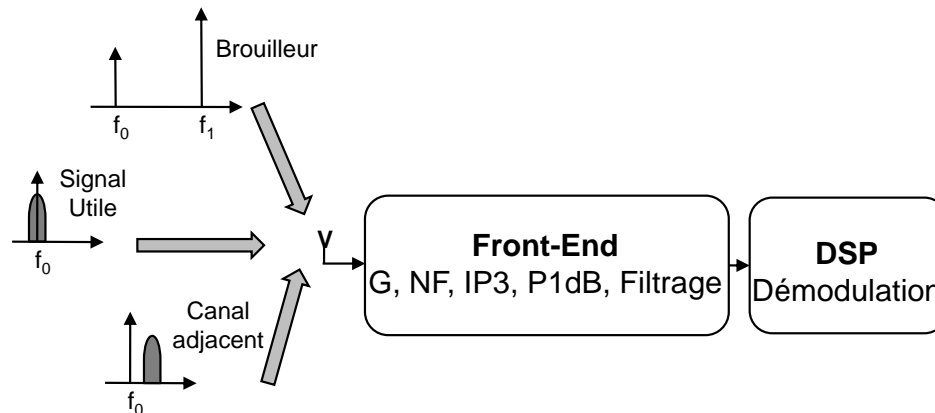 Brouilleur
f0 f1
Signal
Utile
f0
Canal
adjacent
f0
Front-End
G, NF, IP3, P1dB, Filtrage
DSP
Démodulation